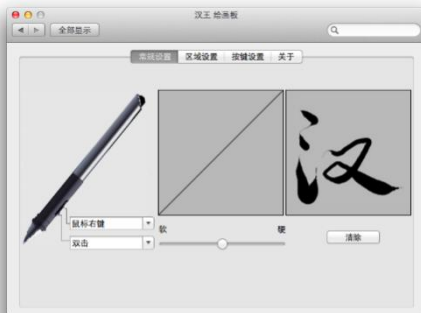 汉王 绘画板
全部显示
常规设置 区域设置 按键设置 关于
汉
鼠标右键
双击
软 硬
清除